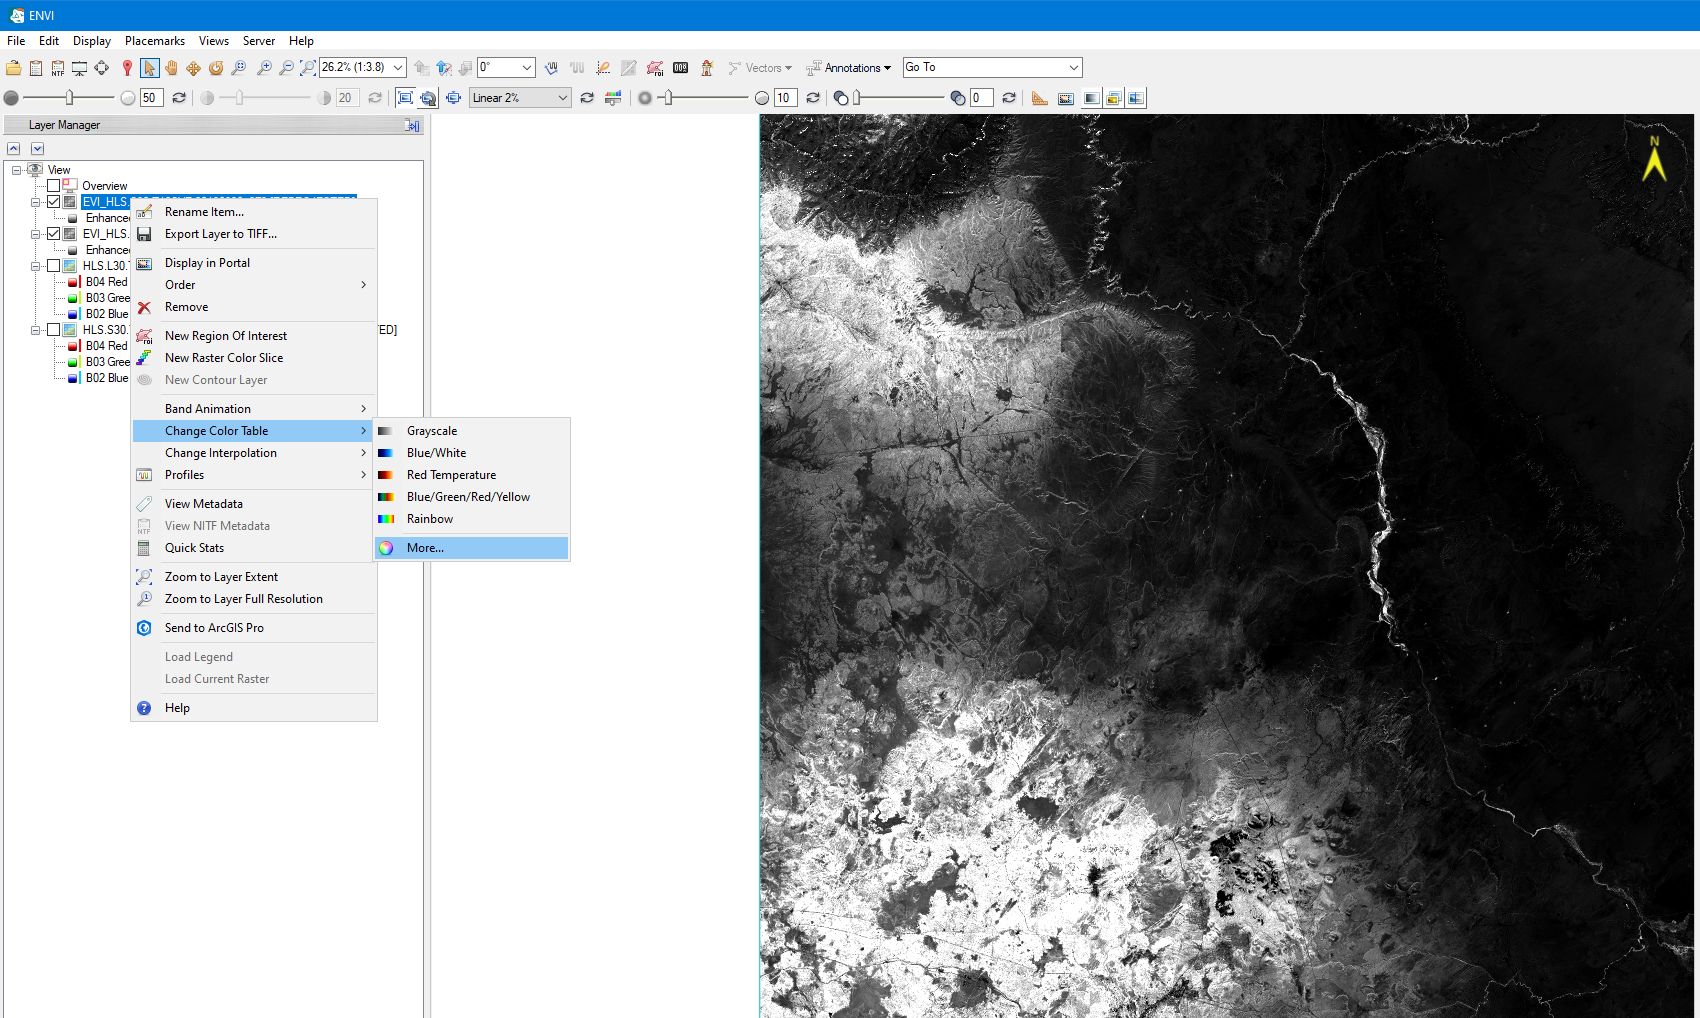 ENVI
File Edit Display Placemarks Views Server Help
NTF 26.2% (1:3.8) 0° roi Vectors Annotations Go To
50 20 Linear 2% 10 0
Layer Manager
View
Overview
EVI_HLS.
Enhanced
EVI_HLS.
Enhanced
HLS.L30.
B04 Red
B03 Gree
B02 Blue
HLS.S30. TED]
B04 Red
B03 Gree
B02 Blue
Rename Item...
Export Layer to TIFF...
Display in Portal
Order
Remove
New Region Of Interest
New Raster Color Slice
New Contour Layer
Band Animation
Change Color Table
Change Interpolation
Profiles
View Metadata
View NITF Metadata
Quick Stats
Zoom to Layer Extent
Zoom to Layer Full Resolution
Send to ArcGIS Pro
Load Legend
Load Current Raster
Help
Grayscale
Blue/White
Red Temperature
Blue/Green/Red/Yellow
Rainbow
More...
N